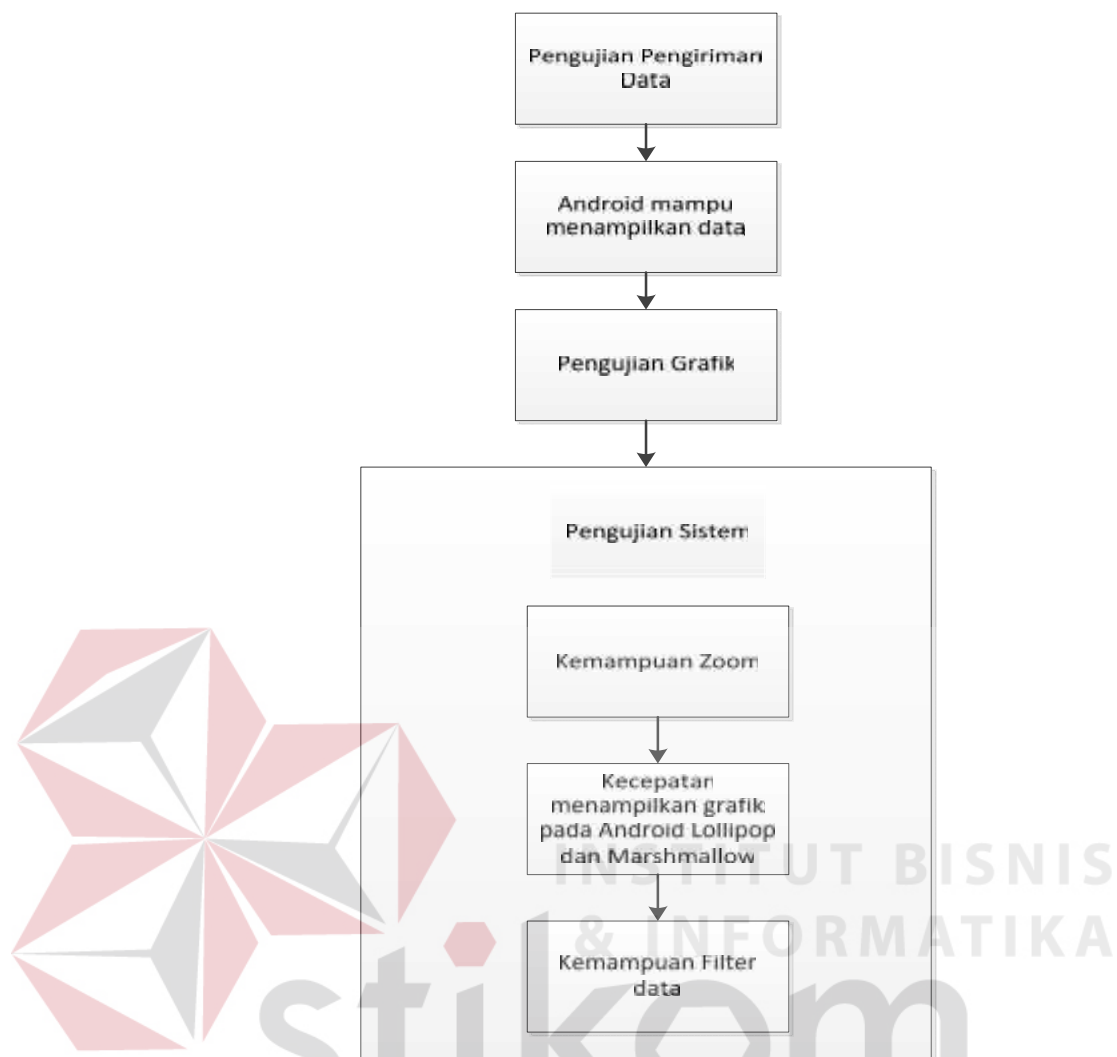 Pengujian Pengiriman
Data
Android mampu
menampilkan data
Pengujian Grafik
Pengujian Sistem
Kemampuan Zoom
Kecepatan
menampilkan grafik
pada Android Lollipop
dan Marshmallow
INSTITUT BISNIS
& INFORMATIKA
Kemampuan Filter
data
stikom